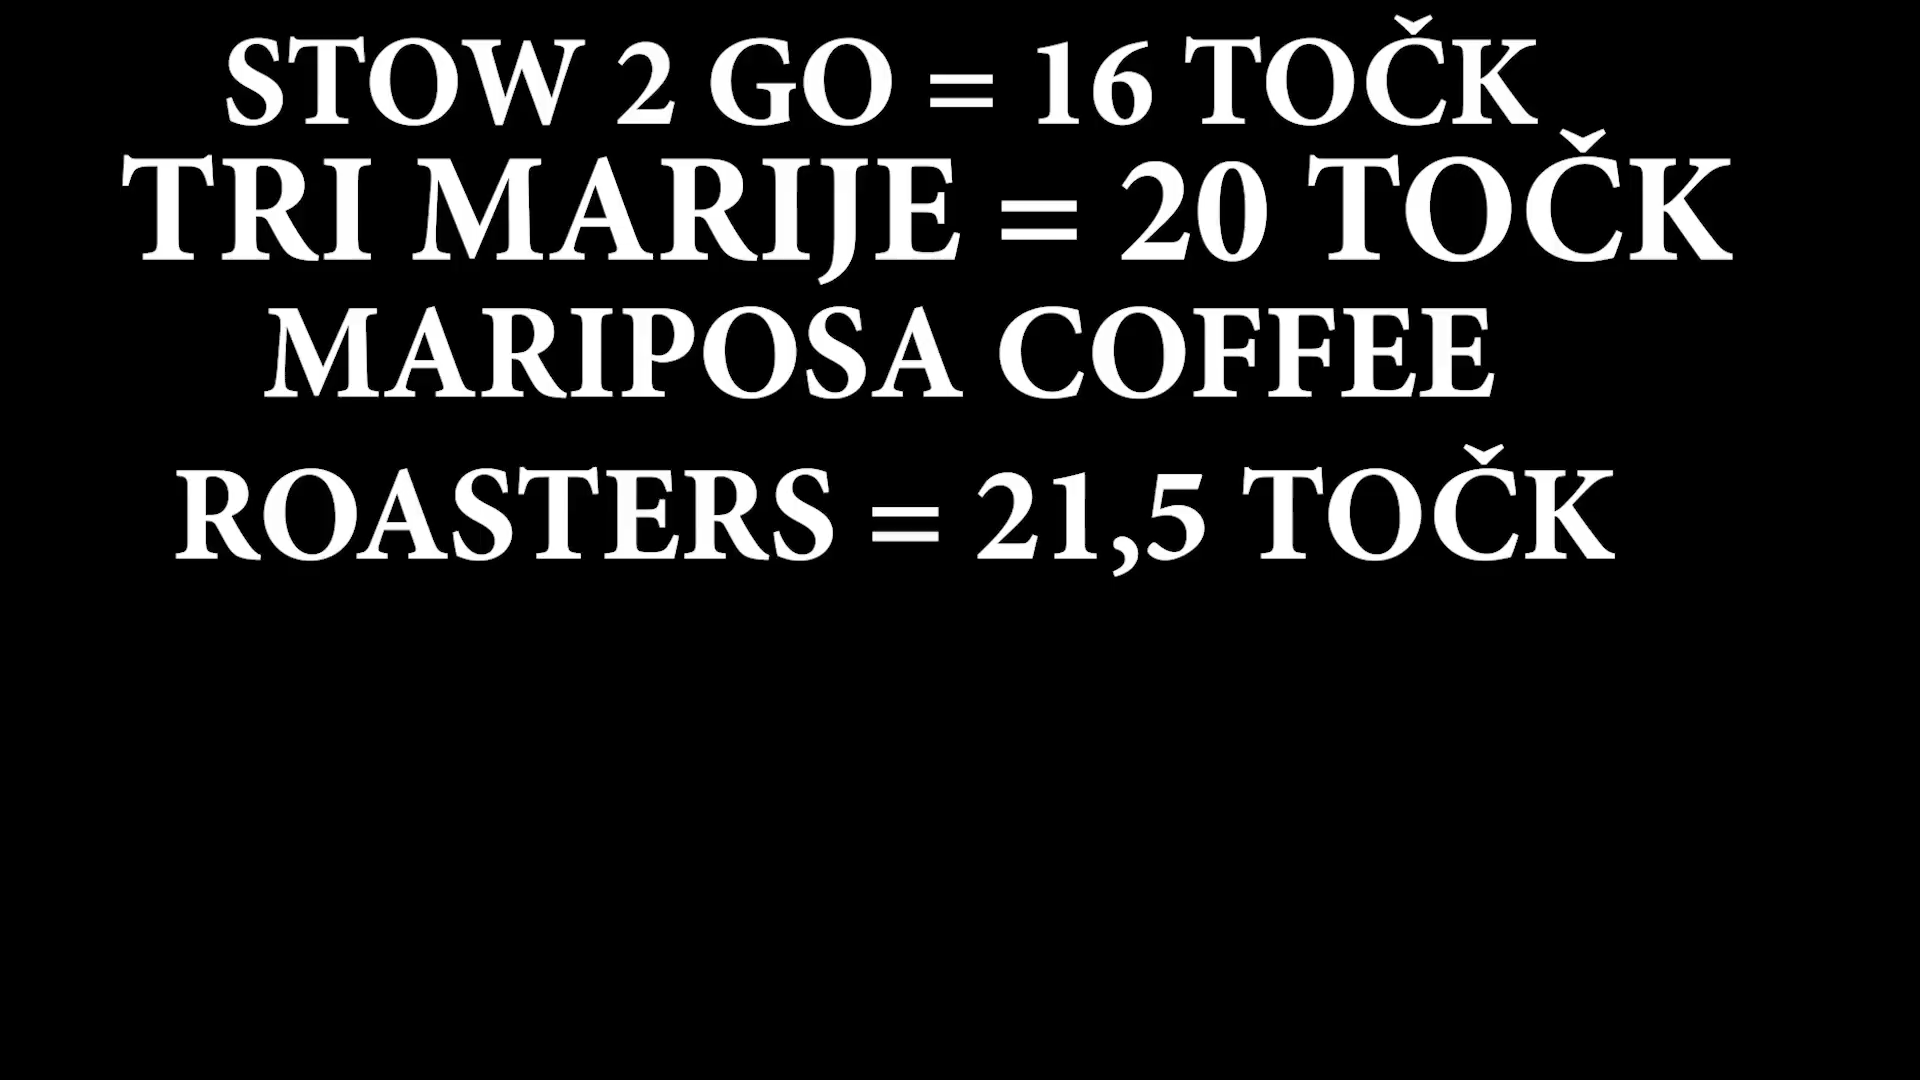 STOW 2 GO = 16 TOČK
TRI MARIJE = 20 TOČK
MARIPOSA COFFEE
ROASTERS = 21,5 TOČK